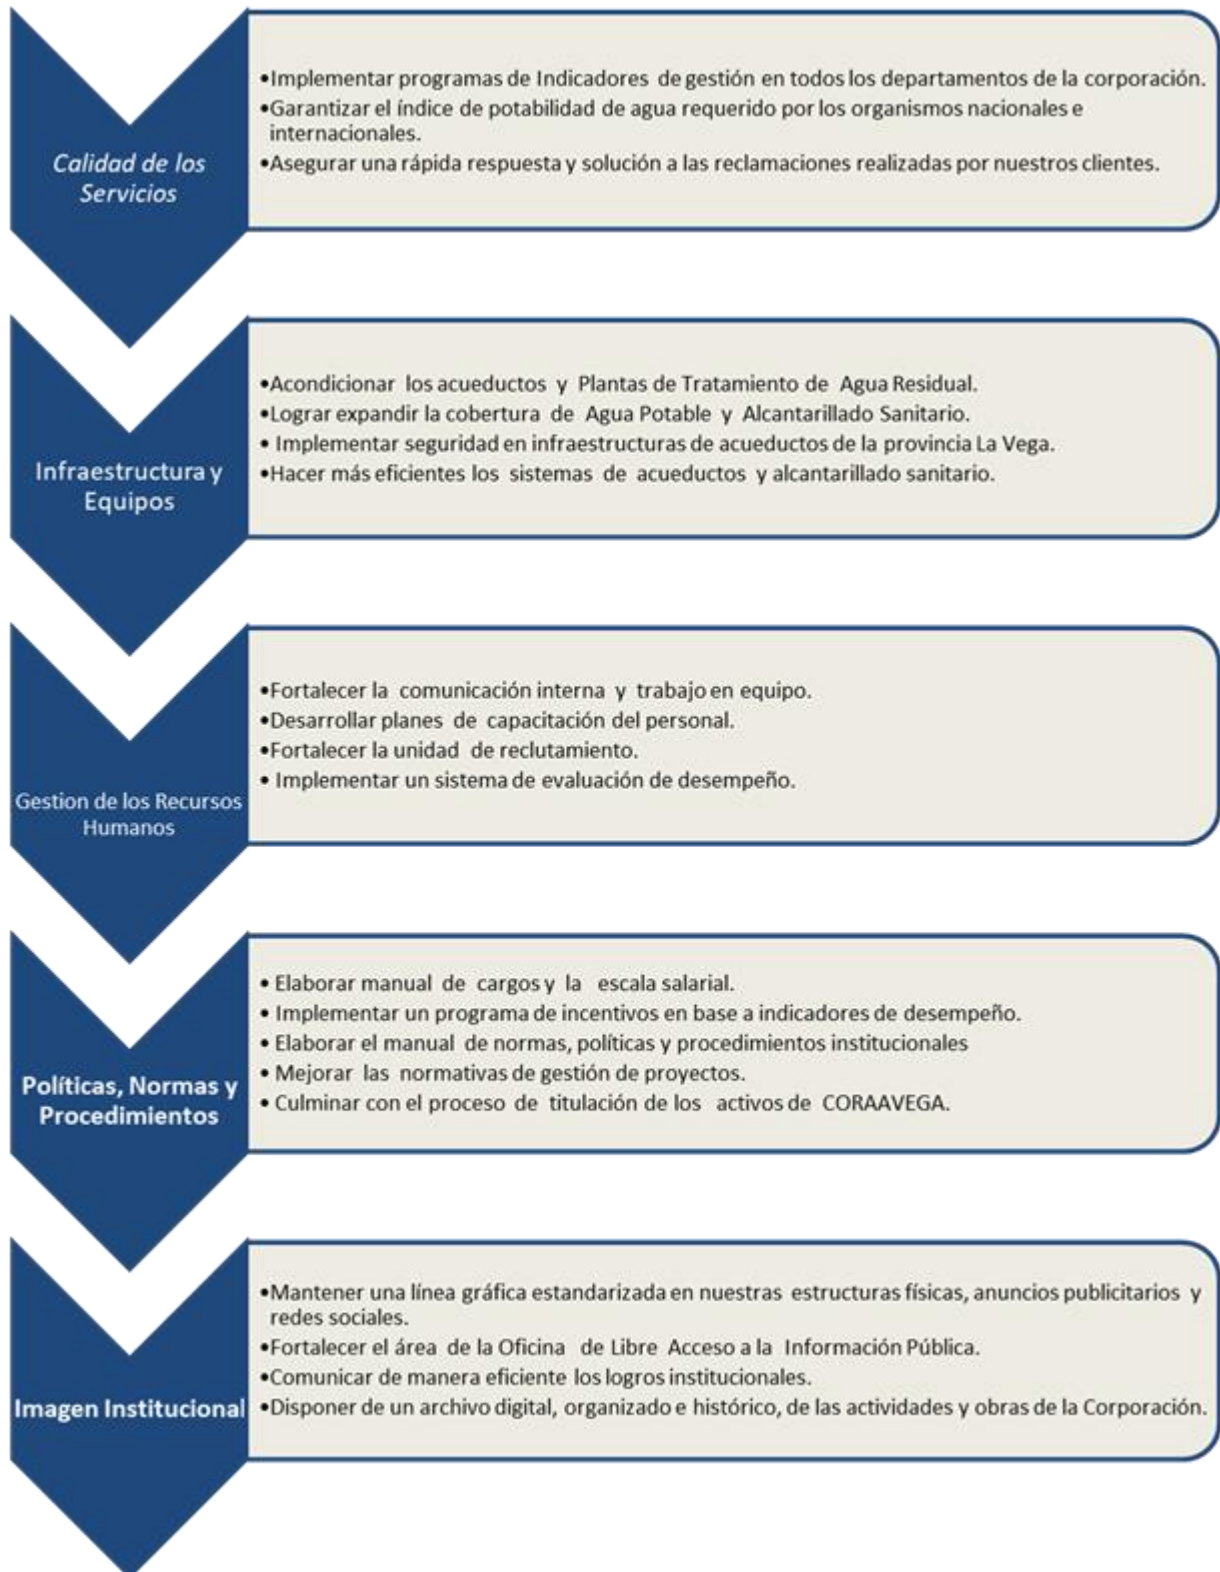 Calidad de los
Servicios
•Implementar programas de Indicadores de gestión en todos los departamentos de la corporación.
•Garantizar el índice de potabilidad de agua requerido por los organismos nacionales e
internacionales.
•Asegurar una rápida respuesta y solución a las reclamaciones realizadas por nuestros clientes.
Infraestructura y
Equipos
•Acondicionar los acueductos y Plantas de Tratamiento de Agua Residual.
•Lograr expandir la cobertura de Agua Potable y Alcantarillado Sanitario.
• Implementar seguridad en infraestructuras de acueductos de la provincia La Vega.
•Hacer más eficientes los sistemas de acueductos y alcantarillado sanitario.
Gestion de los Recursos
Humanos
•Fortalecer la comunicación interna y trabajo en equipo.
•Desarrollar planes de capacitación del personal.
•Fortalecer la unidad de reclutamiento.
• Implementar un sistema de evaluación de desempeño.
Políticas, Normas y
Procedimientos
• Elaborar manual de cargos y la escala salarial.
• Implementar un programa de incentivos en base a indicadores de desempeño.
• Elaborar el manual de normas, políticas y procedimientos institucionales
• Mejorar las normativas de gestión de proyectos.
• Culminar con el proceso de titulación de los activos de CORAAVEGA.
Imagen Institucional
•Mantener una línea gráfica estandarizada en nuestras estructuras físicas, anuncios publicitarios y
redes sociales.
•Fortalecer el área de la Oficina de Libre Acceso a la Información Pública.
•Comunicar de manera eficiente los logros institucionales.
•Disponer de un archivo digital, organizado e histórico, de las actividades y obras de la Corporación.